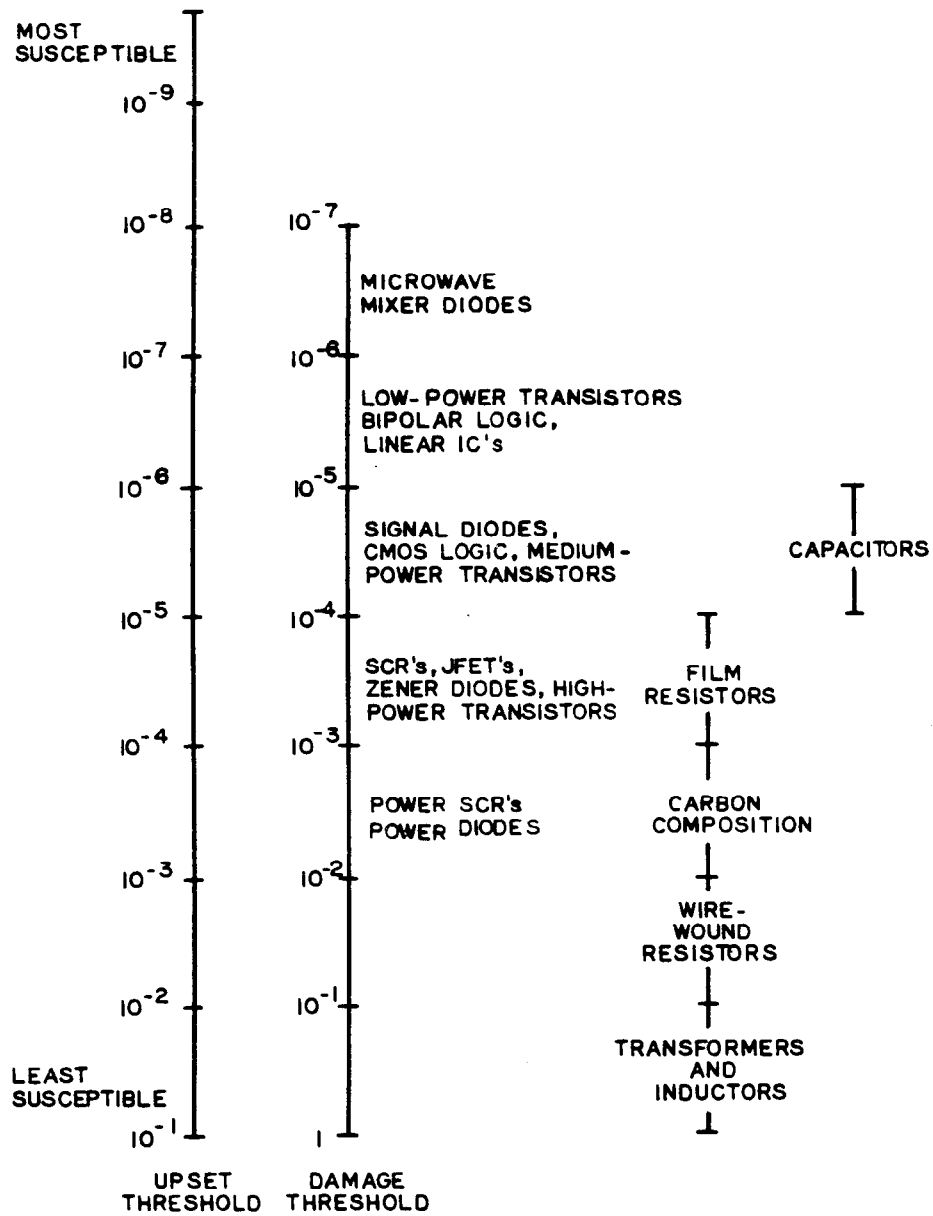 MOST
SUSCEPTIBLE
10⁻⁹
10⁻⁸
10⁻⁷
10⁻⁶
10⁻⁵
10⁻⁴
10⁻³
10⁻²
LEAST
SUSCEPTIBLE
10⁻¹
UPSET
THRESHOLD
10⁻⁷
MICROWAVE
MIXER DIODES
10⁻⁶
LOW-POWER TRANSISTORS
BIPOLAR LOGIC,
LINEAR IC's
10⁻⁵
SIGNAL DIODES,
CMOS LOGIC, MEDIUM-
POWER TRANSISTORS
10⁻⁴
SCR's, JFET's,
ZENER DIODES, HIGH-
POWER TRANSISTORS
10⁻³
POWER SCR's
POWER DIODES
10⁻²
10⁻¹
1
DAMAGE
THRESHOLD
FILM
RESISTORS
CARBON
COMPOSITION
WIRE-
WOUND
RESISTORS
TRANSFORMERS
AND
INDUCTORS
CAPACITORS